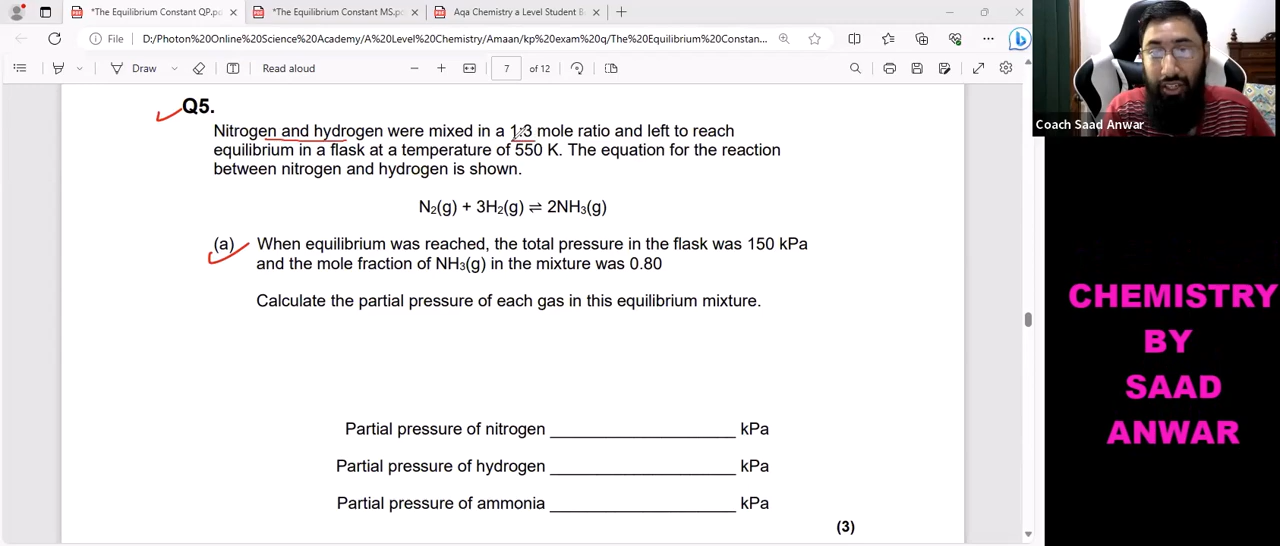 *The Equilibrium Constant QP.pd
*The Equilibrium Constant MS.pd
Aqa Chemistry a Level Student B
File
D:/Photon%20Online%20Science%20Academy/A%20Level%20Chemistry/Amaan/kp%20exam%20q/The%20Equilibrium%20Constan...
Draw
Read aloud
7
of 12
Coach Saad Anwar
Q5.
Nitrogen and hydrogen were mixed in a 1:3 mole ratio and left to reach
equilibrium in a flask at a temperature of 550 K. The equation for the reaction
between nitrogen and hydrogen is shown.
N₂(g) + 3H₂(g) ⇌ 2NH₃(g)
(a) When equilibrium was reached, the total pressure in the flask was 150 kPa
and the mole fraction of NH₃(g) in the mixture was 0.80
Calculate the partial pressure of each gas in this equilibrium mixture.
Partial pressure of nitrogen ____________________ kPa
Partial pressure of hydrogen ____________________ kPa
Partial pressure of ammonia ____________________ kPa
(3)
CHEMISTRY
BY
SAAD
ANWAR